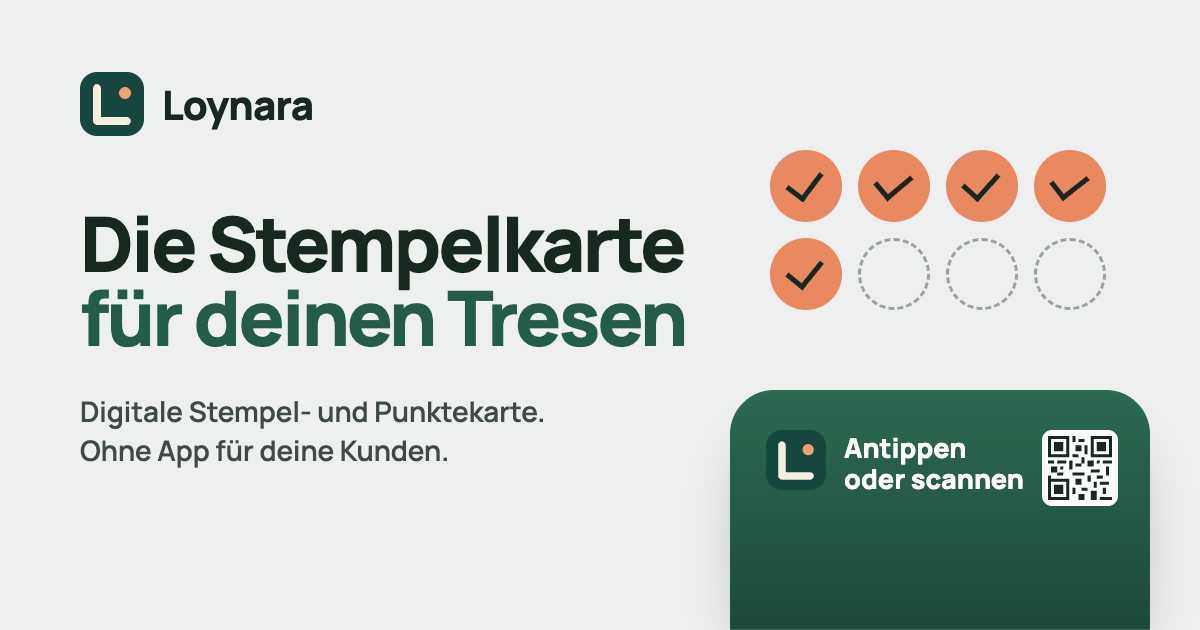 Loynara
Die Stempelkarte
für deinen Tresen
Digitale Stempel- und Punktekarte.
Ohne App für deine Kunden.
Antippen
oder scannen